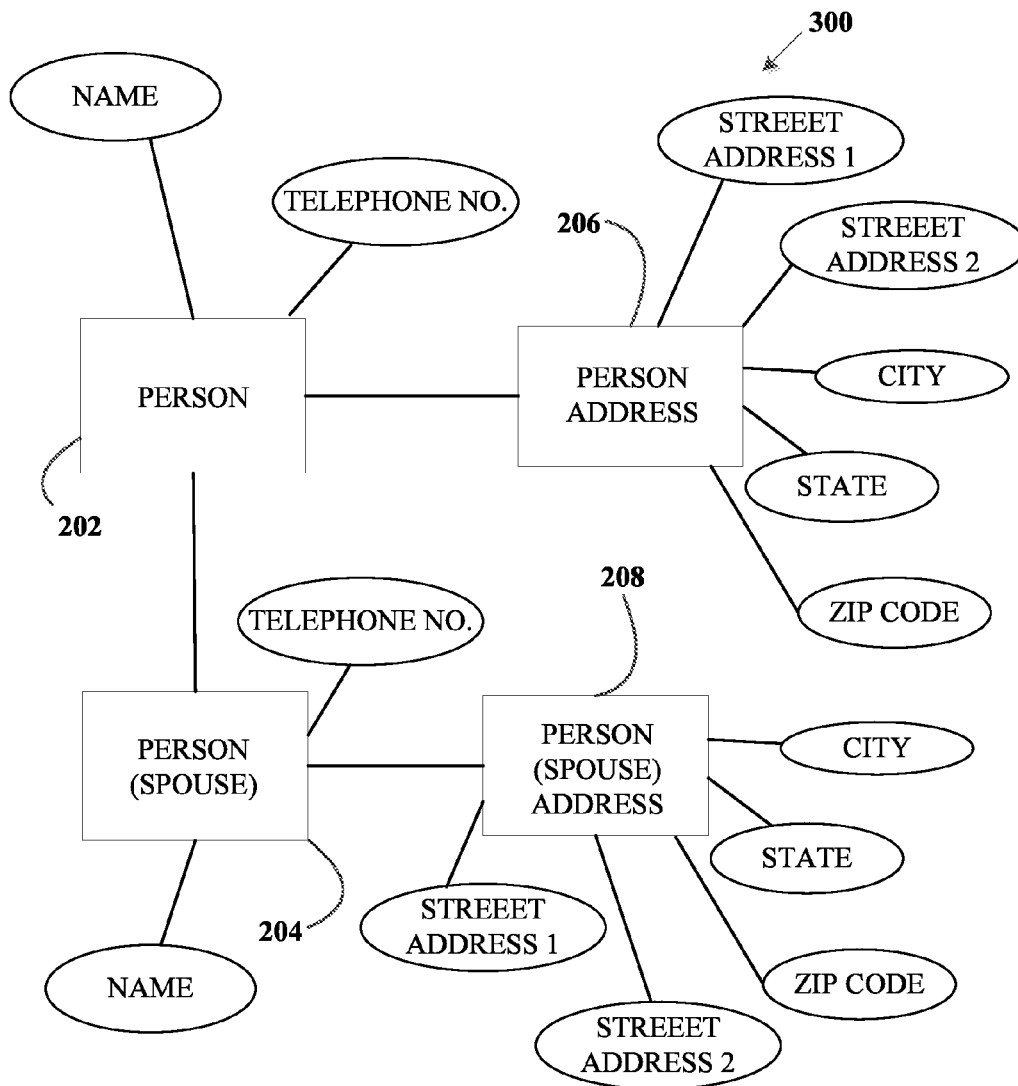 300
NAME
STREEET
ADDRESS 1
TELEPHONE NO.
206
STREEET
ADDRESS 2
PERSON
PERSON
ADDRESS
CITY
STATE
202
208
ZIP CODE
TELEPHONE NO.
PERSON
(SPOUSE)
PERSON
(SPOUSE)
ADDRESS
CITY
STATE
204
STREEET
ADDRESS 1
NAME
ZIP CODE
STREEET
ADDRESS 2